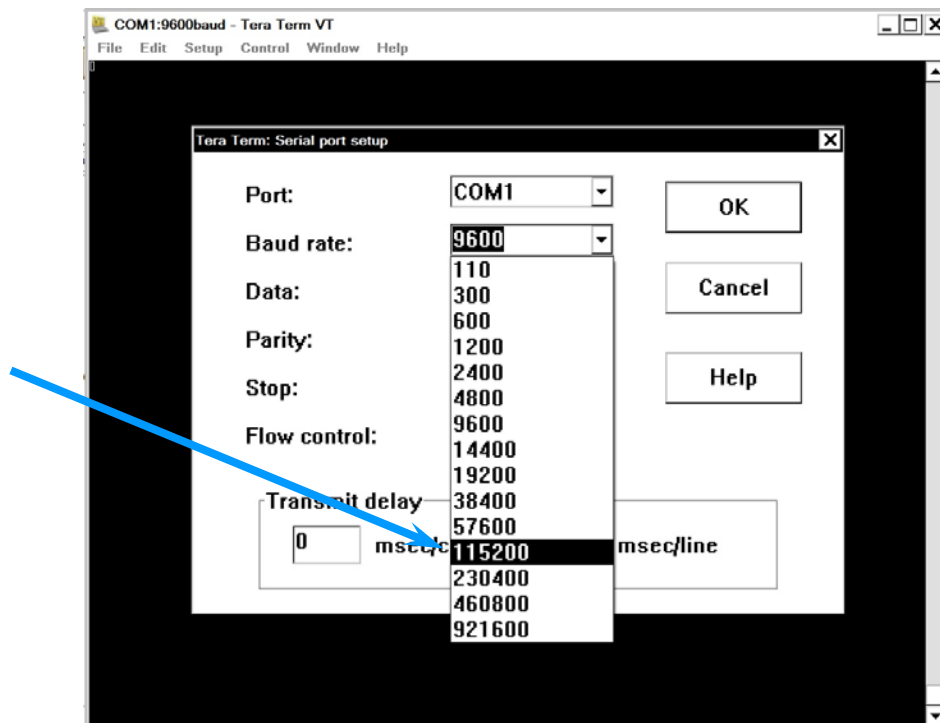 COM1:9600baud - Tera Term VT
File Edit Setup Control Window Help
Tera Term: Serial port setup
Port: COM1 OK
Baud rate: 9600
110
Data: 300 Cancel
600
Parity: 1200
2400
Stop: 4800 Help
9600
Flow control: 14400
19200
Transmit delay 38400
57600
0 msec/c 115200 msec/line
230400
460800
921600